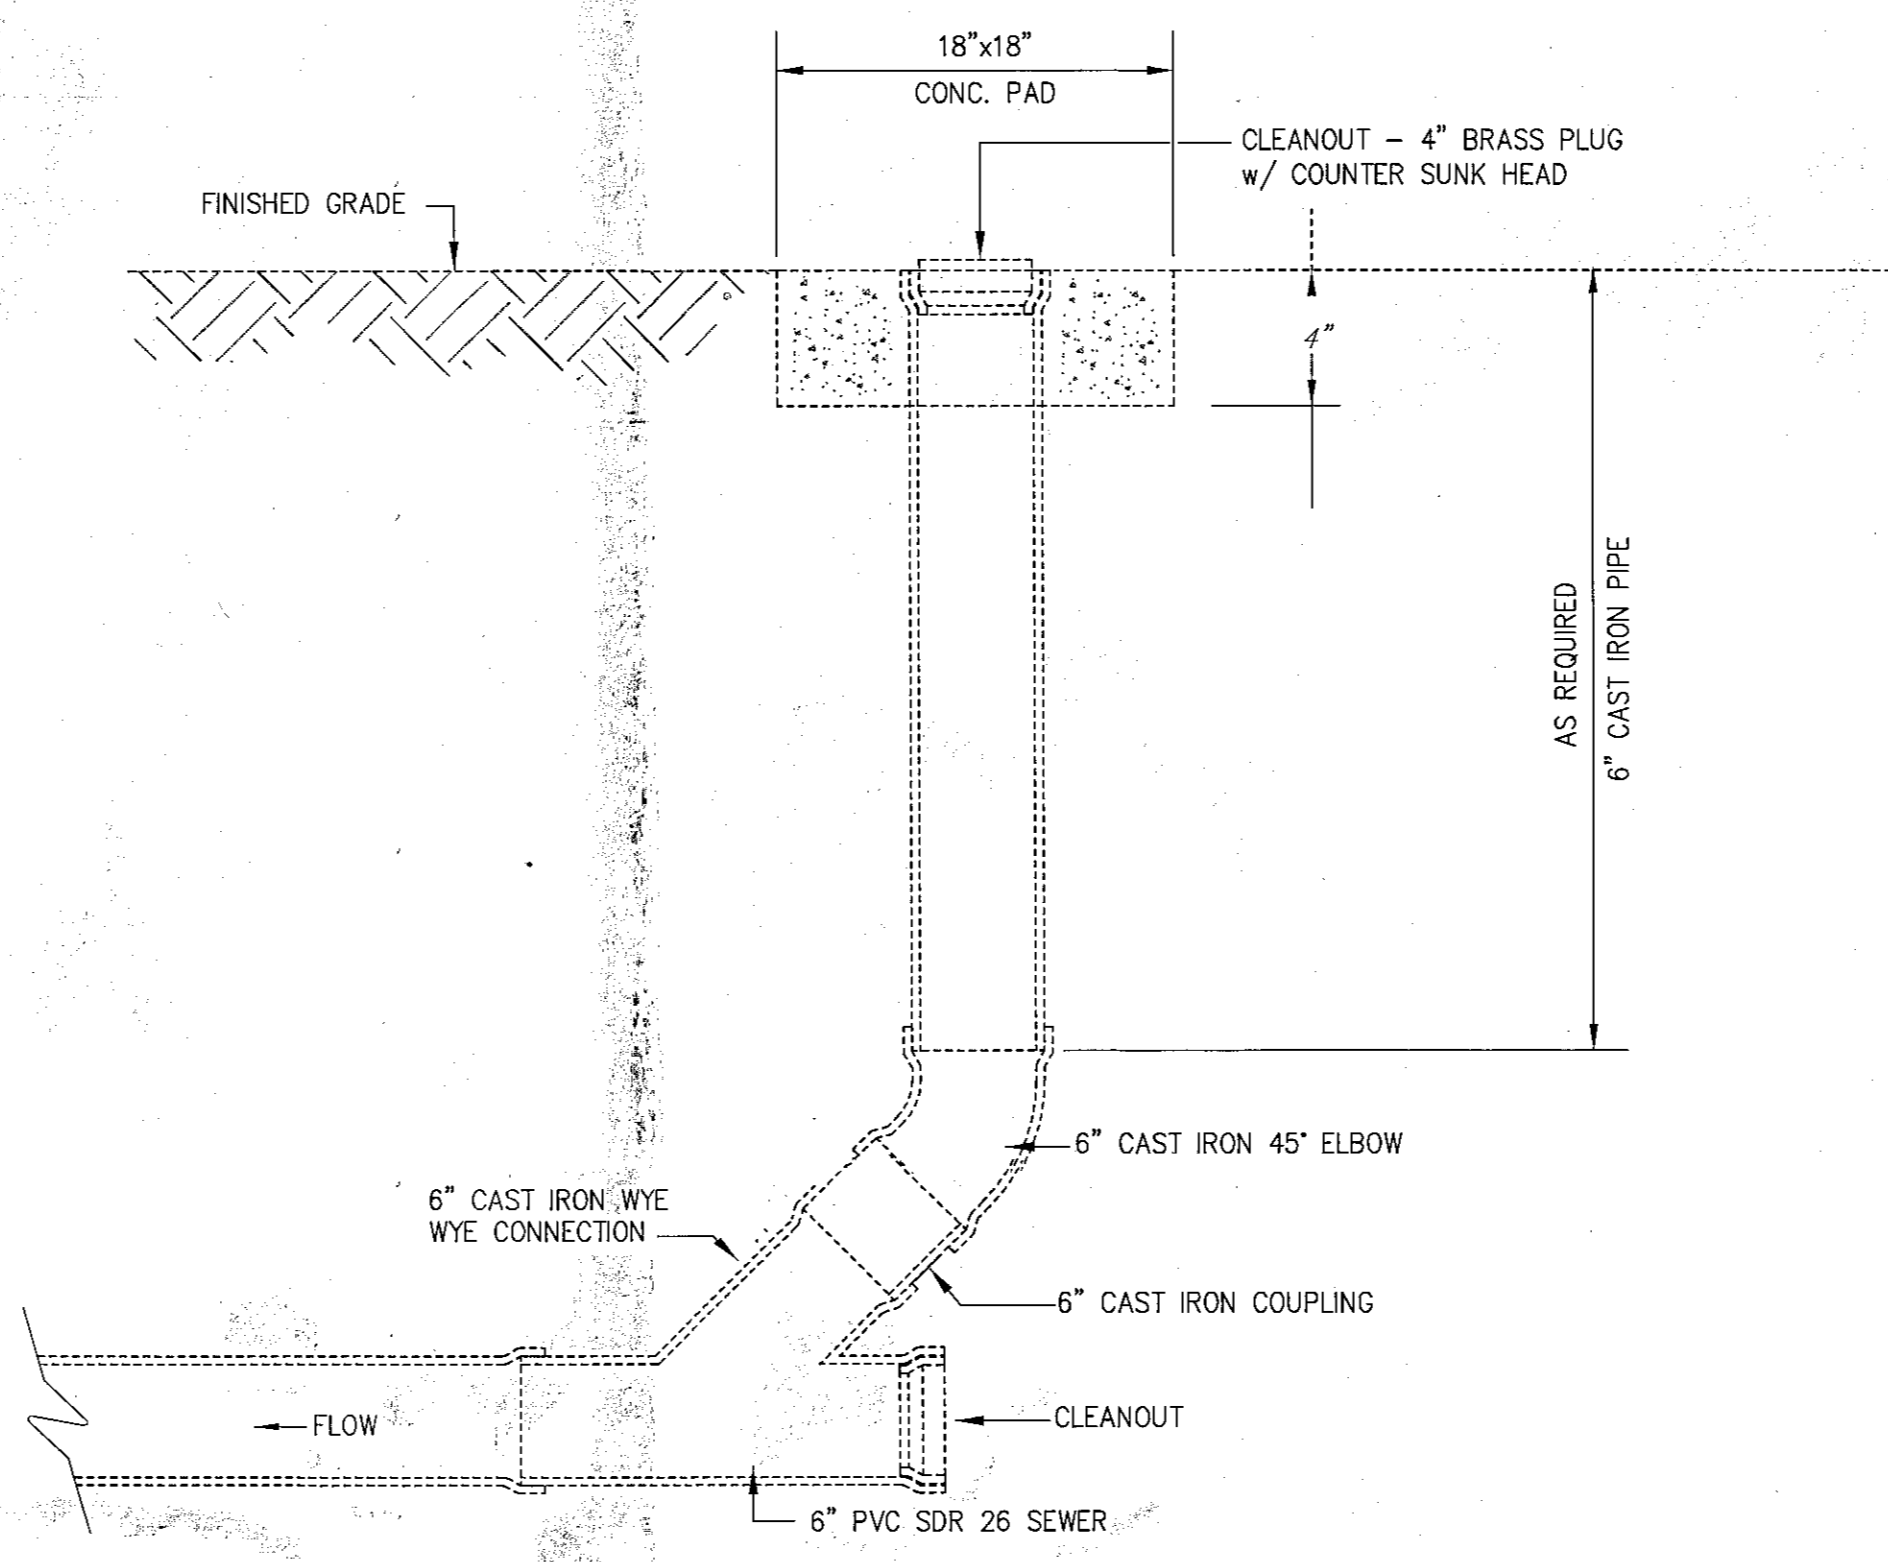 18"x18"
CONC. PAD
CLEANOUT – 4" BRASS PLUG
w/ COUNTER SUNK HEAD
FINISHED GRADE
4"
AS REQUIRED
6" CAST IRON PIPE
6" CAST IRON 45° ELBOW
6" CAST IRON WYE
WYE CONNECTION
6" CAST IRON COUPLING
FLOW
CLEANOUT
6" PVC SDR 26 SEWER